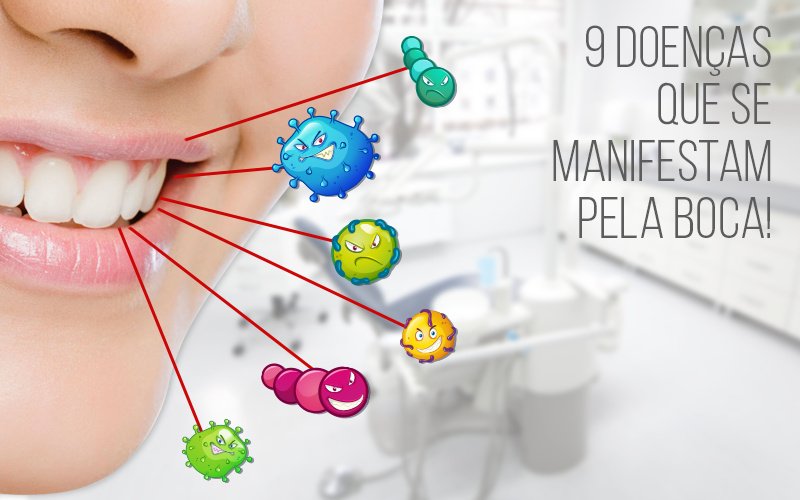 9 DOENÇAS
QUE SE
MANIFESTAM
PELA BOCA!